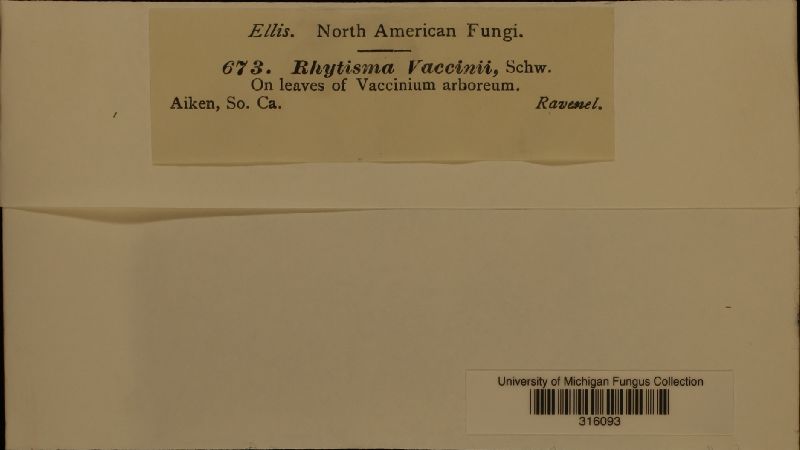 Ellis. North American Fungi.
673. Rhytisma Vaccinii, Schw.
On leaves of Vaccinium arboreum.
Aiken, So. Ca. Ravenel.
University of Michigan Fungus Collection
316093